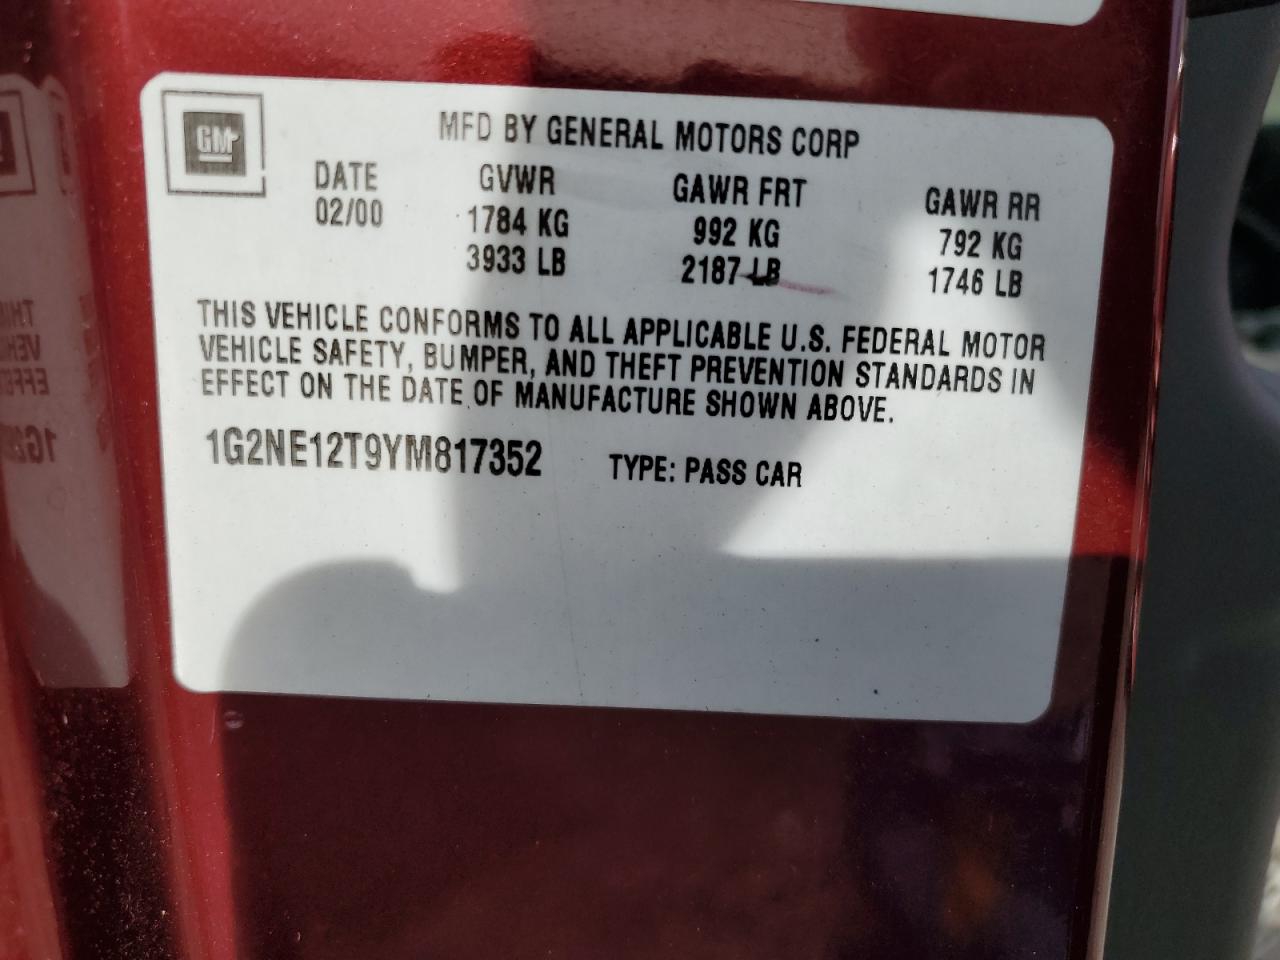 GM
MFD BY GENERAL MOTORS CORP
DATE GVWR GAWR FRT GAWR RR
02/00 1784 KG 992 KG 792 KG
3933 LB 2187 LB 1746 LB
THIS VEHICLE CONFORMS TO ALL APPLICABLE U.S. FEDERAL MOTOR
VEHICLE SAFETY, BUMPER, AND THEFT PREVENTION STANDARDS IN
EFFECT ON THE DATE OF MANUFACTURE SHOWN ABOVE.
1G2NE12T9YM817352 TYPE: PASS CAR